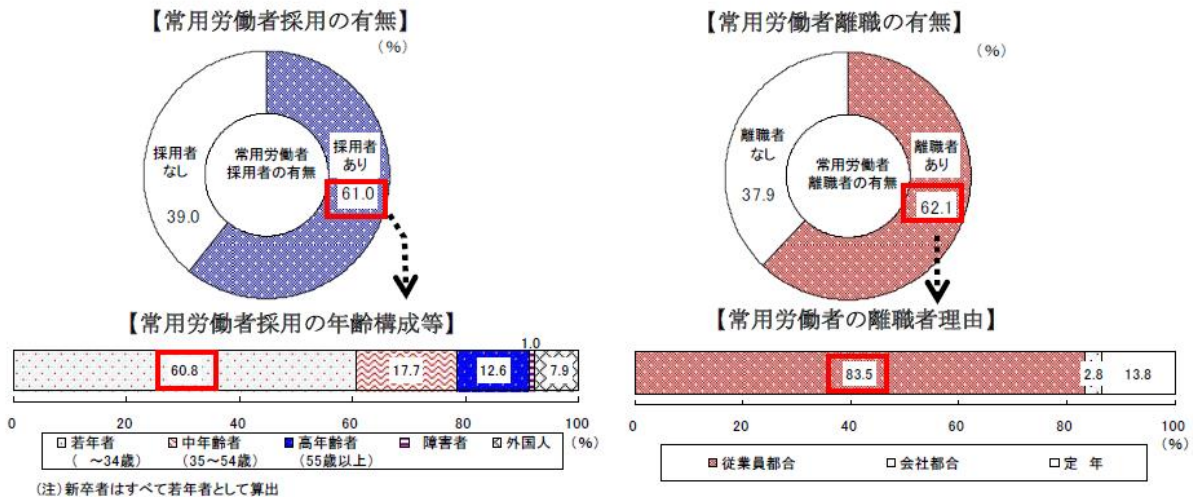 【常用労働者採用の有無】
(%)
採用者
なし
39.0
常用労働者
採用者の有無
採用者
あり
61.0
【常用労働者採用の年齢構成等】
60.8
17.7
12.6
1.0
7.9
0 20 40 60 80 100
(%)
若年者 中年齢者 高年齢者 障害者 外国人
( ~34歳) (35~54歳) (55歳以上)
(注)新卒者はすべて若年者として算出
【常用労働者離職の有無】
(%)
離職者
なし
37.9
常用労働者
離職者の有無
離職者
あり
62.1
【常用労働者の離職者理由】
83.5
2.8
13.8
0 20 40 60 80 100
(%)
従業員都合 会社都合 定 年